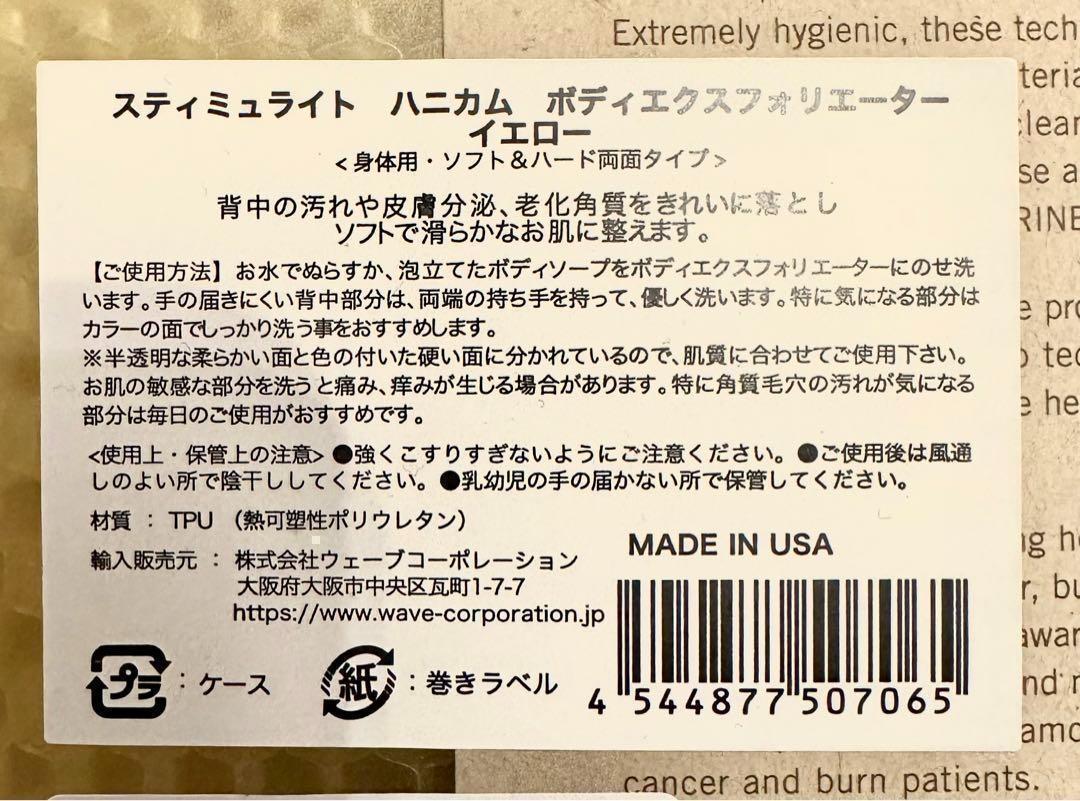 Extremely hygienic, these tech
スティミュライト　ハニカム　ボディエクスフォリエーター
イエロー
<身体用・ソフト&ハード両面タイプ>
背中の汚れや皮膚分泌、老化角質をきれいに落とし
ソフトで滑らかなお肌に整えます。
【ご使用方法】お水でぬらすか、泡立てたボディソープをボディエクスフォリエーターにのせ洗
います。手の届きにくい背中部分は、両端の持ち手を持って、優しく洗います。特に気になる部分は
カラーの面でしっかり洗う事をおすすめします。
※半透明な柔らかい面と色の付いた硬い面に分かれているので、肌質に合わせてご使用下さい。
お肌の敏感な部分を洗うと痛み、痒みが生じる場合があります。特に角質毛穴の汚れが気になる
部分は毎日のご使用がおすすめです。
<使用上・保管上の注意>●強くこすりすぎないようにご注意ください。●ご使用後は風通
しのよい所で陰干ししてください。●乳幼児の手の届かない所で保管してください。
材質 ： TPU （熱可塑性ポリウレタン）
輸入販売元 ： 株式会社ウェーブコーポレーション
大阪府大阪市中央区瓦町1-7-7
https://www.wave-corporation.jp
MADE IN USA
4 544877 507065
プラ : ケース
紙 : 巻きラベル
cancer and burn patients.